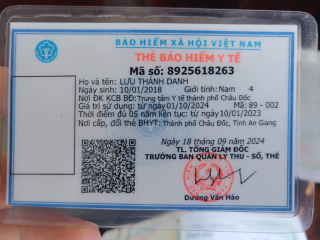 BẢO HIỂM XÃ HỘI VIỆT NAM
THẺ BẢO HIỂM Y TẾ
Mã số: 8925618263
Họ và tên: LƯU THÀNH DANH
Ngày sinh: 10/01/2018 Giới tính: Nam 4
Nơi ĐK KCB BĐ: Trung tâm Y tế thành phố Châu Đốc
Giá trị sử dụng: từ ngày 01/10/2024 Mã: 89 - 002
Thời điểm đủ 05 năm liên tục: từ ngày 10/01/2023
Nơi cấp, đổi thẻ BHYT: Thành phố Châu Đốc, Tỉnh An Giang
Ngày 18 tháng 09 năm 2024
TL. TỔNG GIÁM ĐỐC
TRƯỞNG BAN QUẢN LÝ THU - SỔ, THẺ
Dương Văn Hào